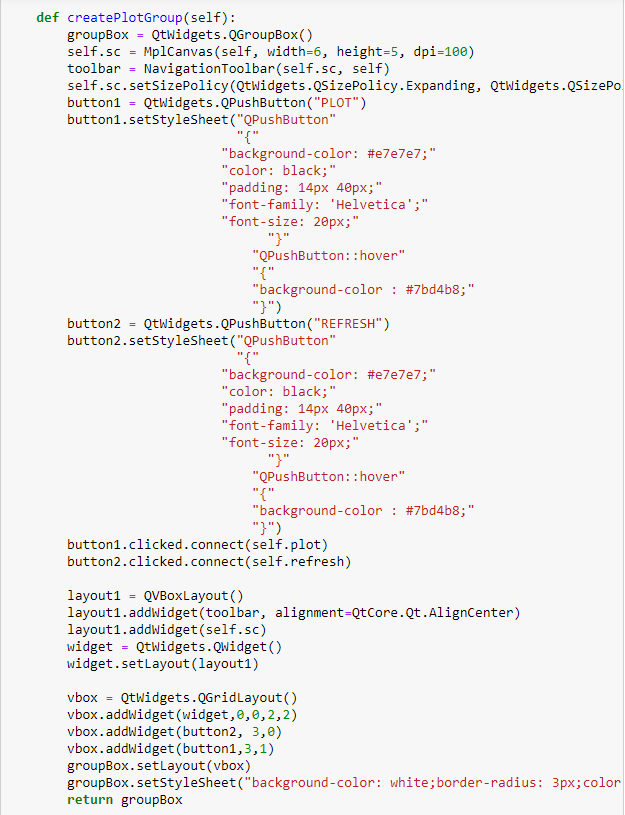 def createPlotGroup(self):
groupBox = QtWidgets.QGroupBox()
self.sc = MplCanvas(self, width=6, height=5, dpi=100)
toolbar = NavigationToolbar(self.sc, self)
self.sc.setSizePolicy(QtWidgets.QSizePolicy.Expanding, QtWidgets.QSizePo
button1 = QtWidgets.QPushButton("PLOT")
button1.setStyleSheet("QPushButton"
"{"
"background-color: #e7e7e7;"
"color: black;"
"padding: 14px 40px;"
"font-family: 'Helvetica';"
"font-size: 20px;"
"}"
"QPushButton::hover"
"{"
"background-color : #7bd4b8;"
"}")
button2 = QtWidgets.QPushButton("REFRESH")
button2.setStyleSheet("QPushButton"
"{"
"background-color: #e7e7e7;"
"color: black;"
"padding: 14px 40px;"
"font-family: 'Helvetica';"
"font-size: 20px;"
"}"
"QPushButton::hover"
"{"
"background-color : #7bd4b8;"
"}")
button1.clicked.connect(self.plot)
button2.clicked.connect(self.refresh)
layout1 = QVBoxLayout()
layout1.addWidget(toolbar, alignment=QtCore.Qt.AlignCenter)
layout1.addWidget(self.sc)
widget = QtWidgets.QWidget()
widget.setLayout(layout1)
vbox = QtWidgets.QGridLayout()
vbox.addWidget(widget,0,0,2,2)
vbox.addWidget(button2, 3,0)
vbox.addWidget(button1,3,1)
groupBox.setLayout(vbox)
groupBox.setStyleSheet("background-color: white;border-radius: 3px;color
return groupBox